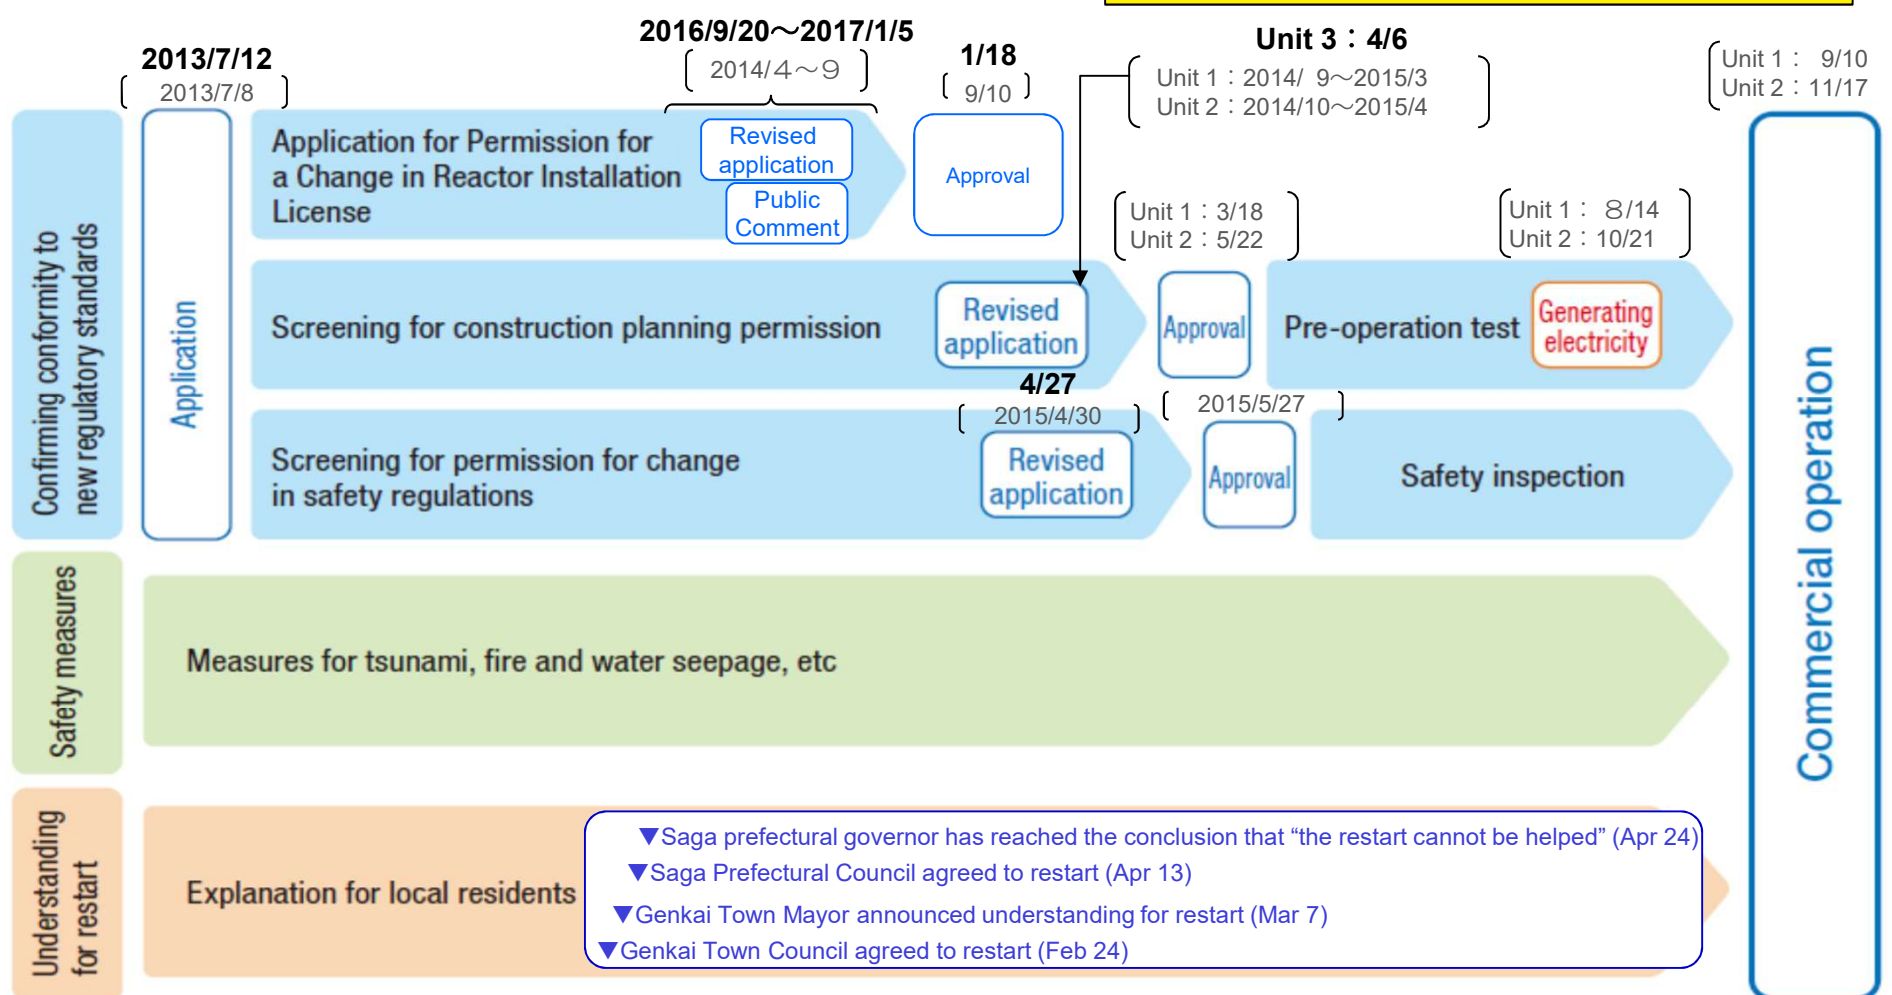 2013/7/12
2013/7/8
2016/9/20～2017/1/5
2014/４～９
1/18
9/10
Unit 3：4/6
Unit 1：2014/ 9～2015/3
Unit 2：2014/10～2015/4
Unit 1： 9/10
Unit 2：11/17
Confirming conformity to
new regulatory standards
Application
Application for Permission for
a Change in Reactor Installation
License
Revised
application
Public
Comment
Approval
Unit 1：3/18
Unit 2：5/22
Unit 1： ８/14
Unit 2：10/21
Screening for construction planning permission
Revised
application
Approval
Pre-operation test
Generating
electricity
4/27
2015/4/30
2015/5/27
Screening for permission for change
in safety regulations
Revised
application
Approval
Safety inspection
Commercial operation
Safety measures
Measures for tsunami, fire and water seepage, etc
Understanding
for restart
Explanation for local residents
▼Saga prefectural governor has reached the conclusion that “the restart cannot be helped” (Apr 24)
▼Saga Prefectural Council agreed to restart (Apr 13)
▼Genkai Town Mayor announced understanding for restart (Mar 7)
▼Genkai Town Council agreed to restart (Feb 24)